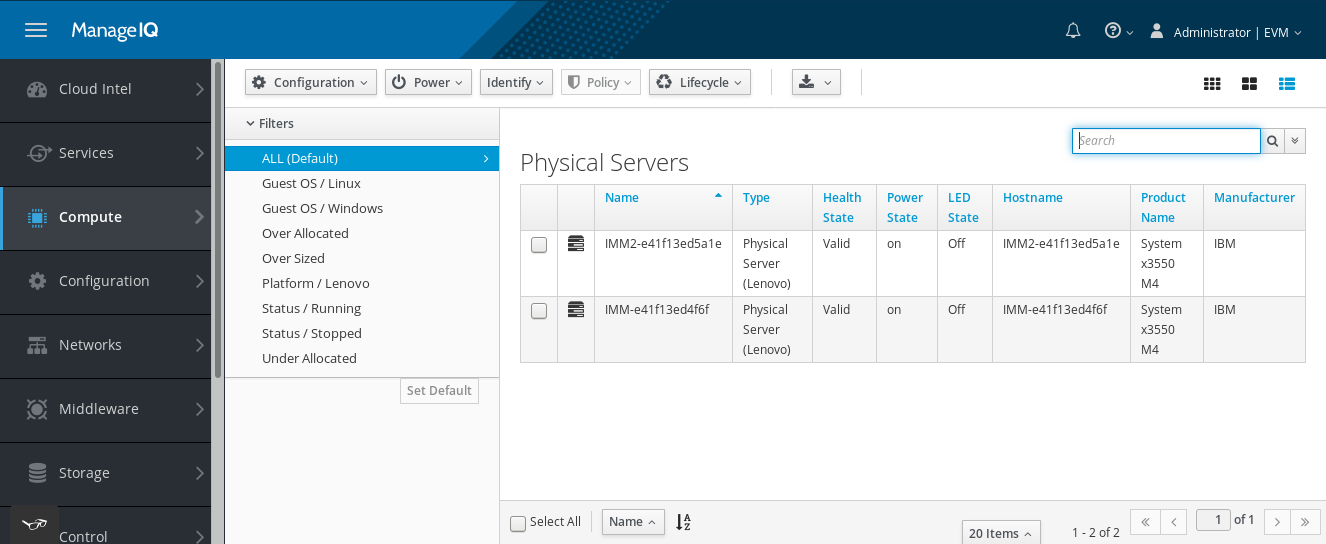 ManageIQ
Administrator | EVM
Cloud Intel
Services
Compute
Configuration
Networks
Middleware
Storage
Control
Configuration
Power
Identify
Policy
Lifecycle
Filters
ALL (Default)
Guest OS / Linux
Guest OS / Windows
Over Allocated
Over Sized
Platform / Lenovo
Status / Running
Status / Stopped
Under Allocated
Set Default
Search
Physical Servers
Name Type Health State Power State LED State Hostname Product Name Manufacturer
IMM2-e41f13ed5a1e Physical Server (Lenovo) Valid on Off IMM2-e41f13ed5a1e System x3550 M4 IBM
IMM-e41f13ed4f6f Physical Server (Lenovo) Valid on Off IMM-e41f13ed4f6f System x3550 M4 IBM
Select All
Name
A
Z
20 Items
1 - 2 of 2
1 of 1